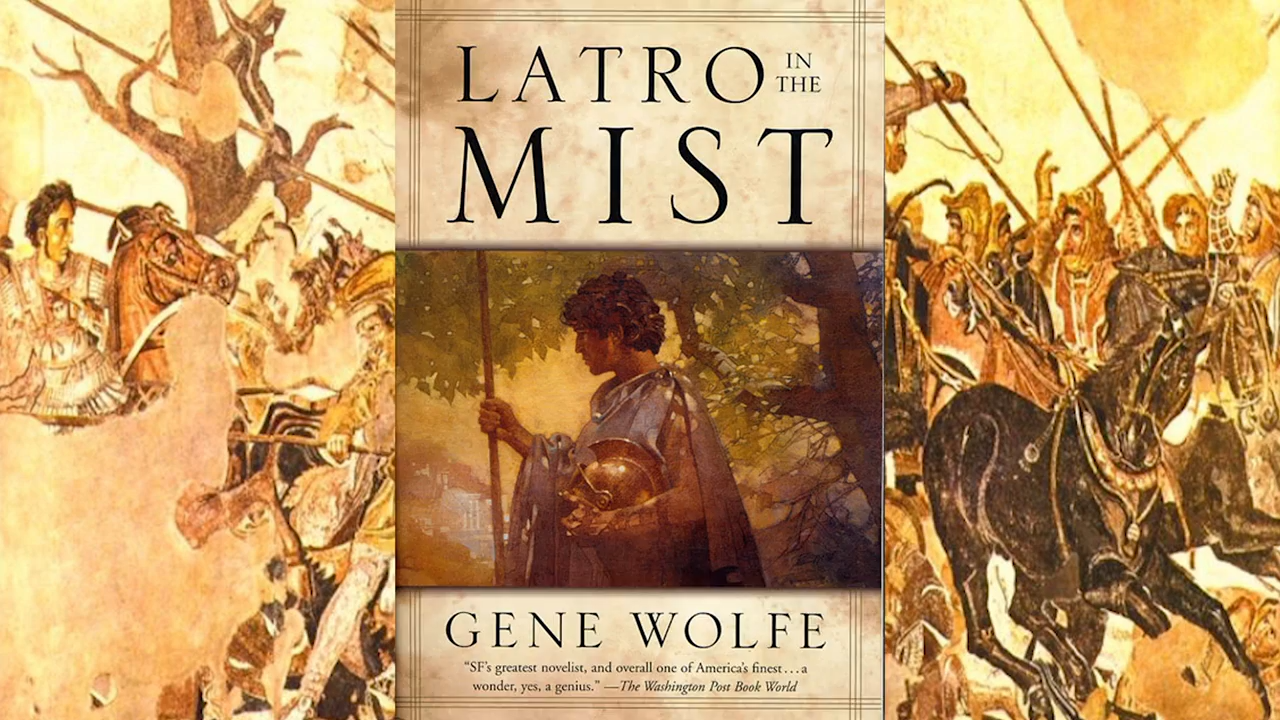 LATRO IN THE
MIST
GENE WOLFE
“SF’s greatest novelist, and overall one of America’s finest...a
wonder, yes, a genius.” —The Washington Post Book World